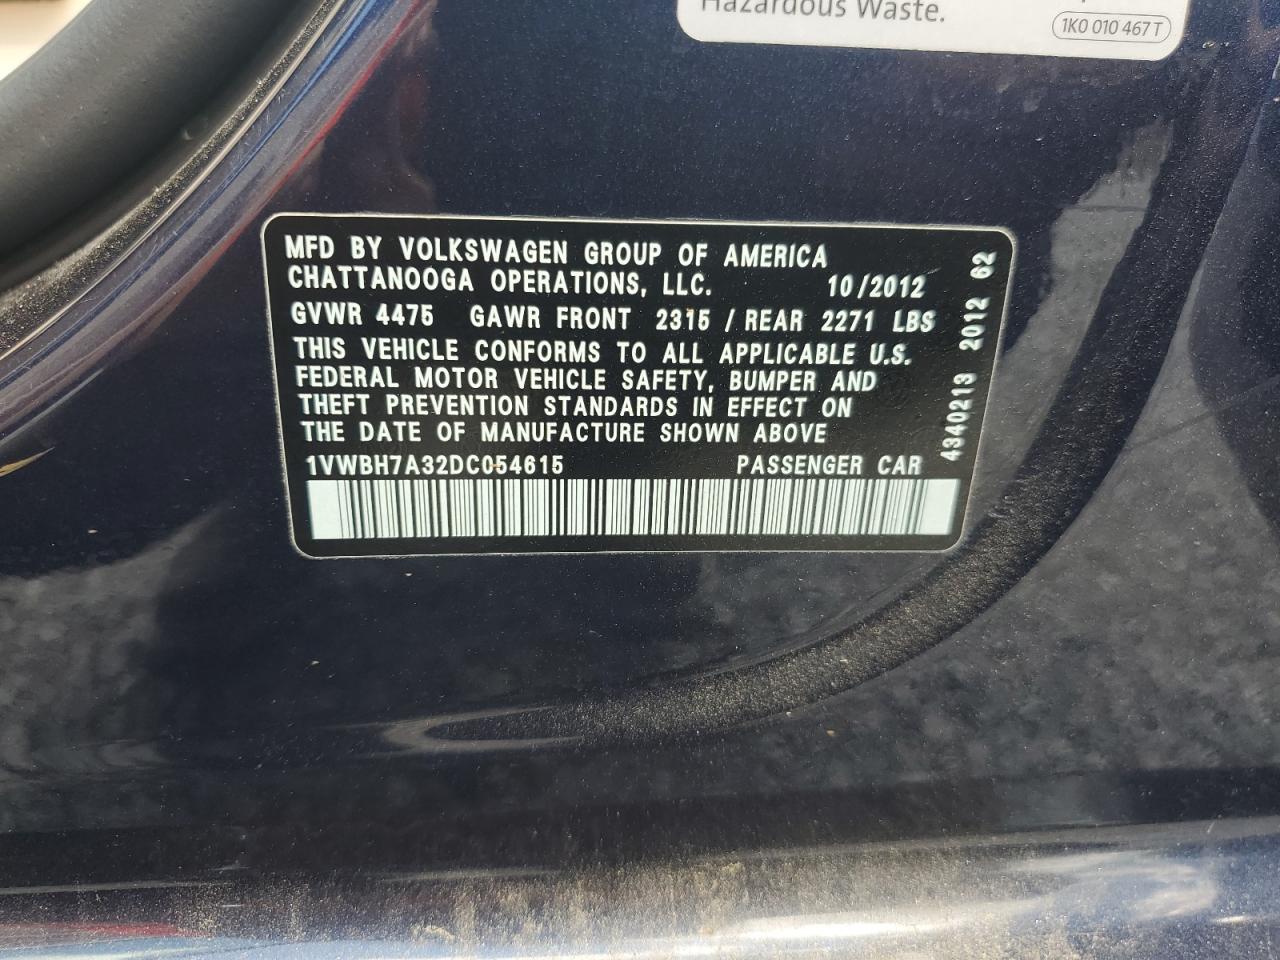 Hazardous Waste.
1K0 010 467 T
MFD BY VOLKSWAGEN GROUP OF AMERICA
CHATTANOOGA OPERATIONS, LLC. 10/2012
GVWR 4475 GAWR FRONT 2315 / REAR 2271 LBS
THIS VEHICLE CONFORMS TO ALL APPLICABLE U.S.
FEDERAL MOTOR VEHICLE SAFETY, BUMPER AND
THEFT PREVENTION STANDARDS IN EFFECT ON
THE DATE OF MANUFACTURE SHOWN ABOVE
1VWBH7A32DC054615 PASSENGER CAR
4340213 2012 62